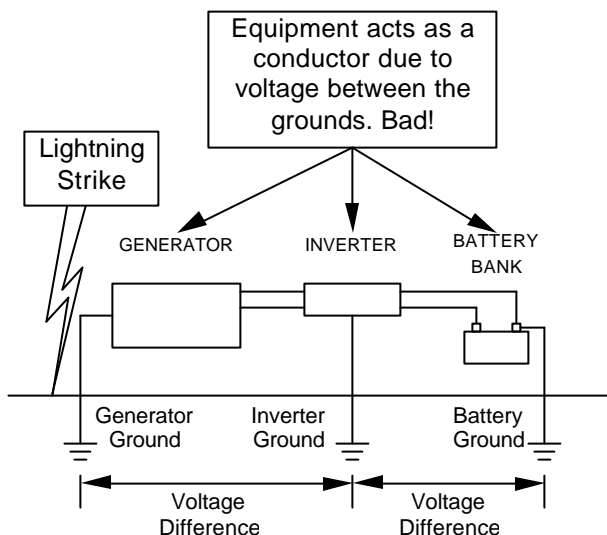 Equipment acts as a
conductor due to
voltage between the
grounds. Bad!
Lightning
Strike
GENERATOR
INVERTER
BATTERY
BANK
Generator
Ground
Inverter
Ground
Battery
Ground
Voltage
Difference
Voltage
Difference